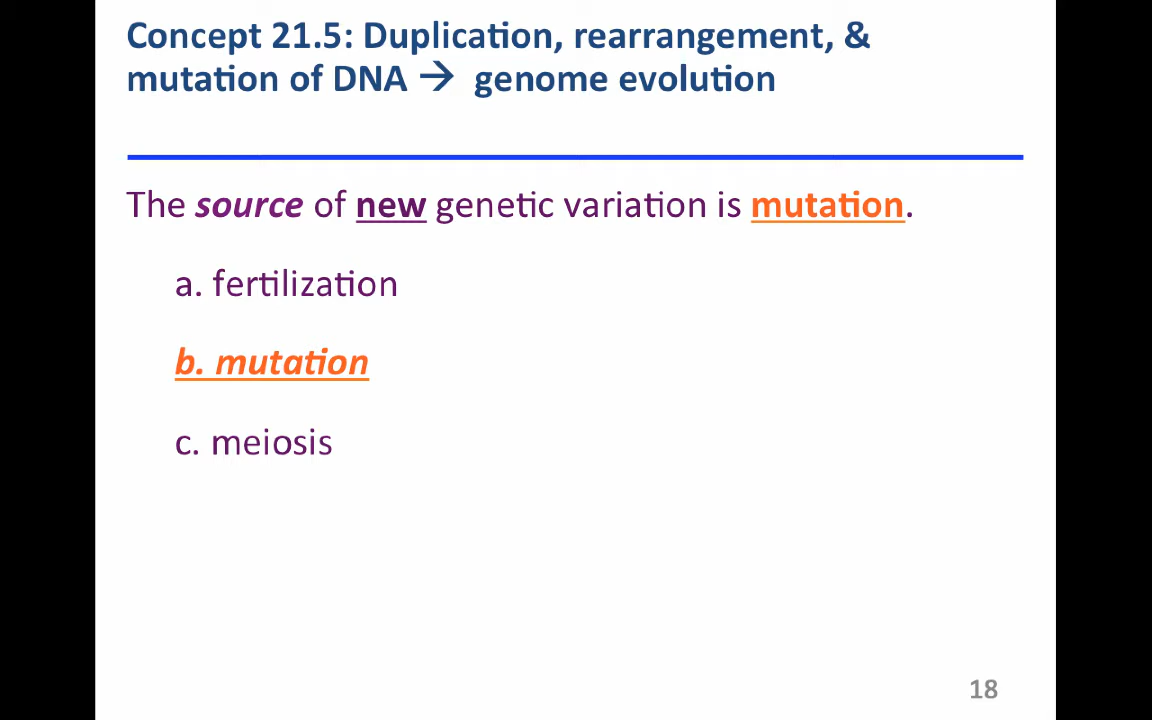 Concept 21.5: Duplication, rearrangement, &
mutation of DNA → genome evolution
The source of new genetic variation is mutation.
a. fertilization
b. mutation
c. meiosis
18